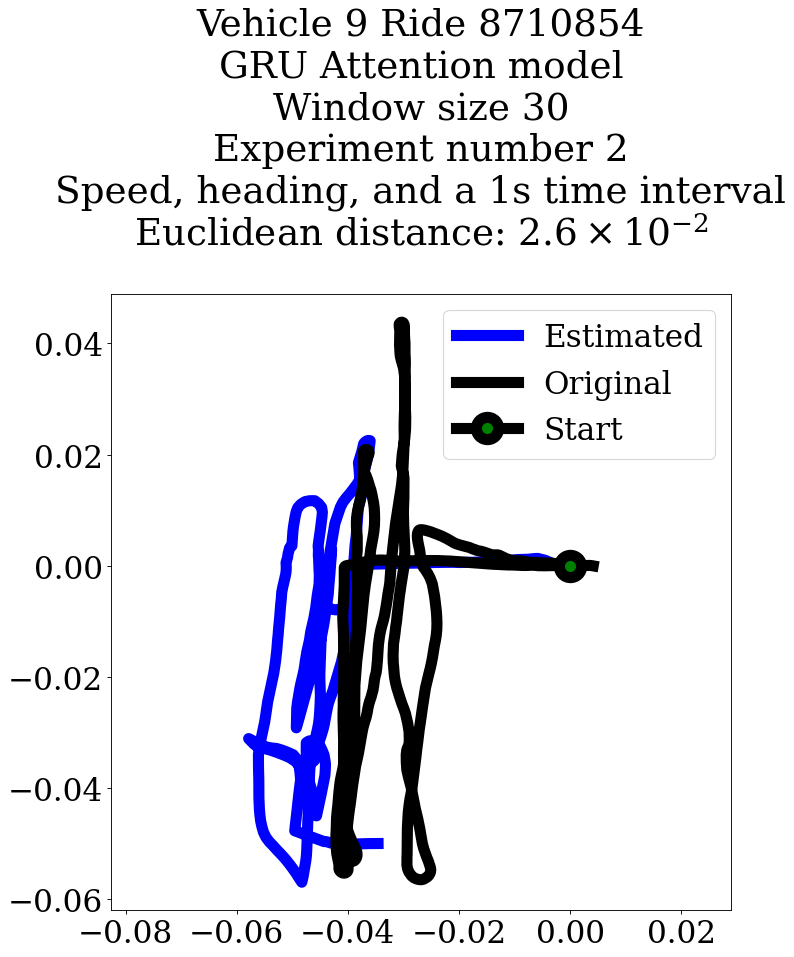 Vehicle 9 Ride 8710854
GRU Attention model
Window size 30
Experiment number 2
Speed, heading, and a 1s time interval
Euclidean distance: 2.6 × 10⁻²
Estimated
Original
Start
0.04
0.02
0.00
−0.02
−0.04
−0.06
−0.08 −0.06 −0.04 −0.02 0.00 0.02